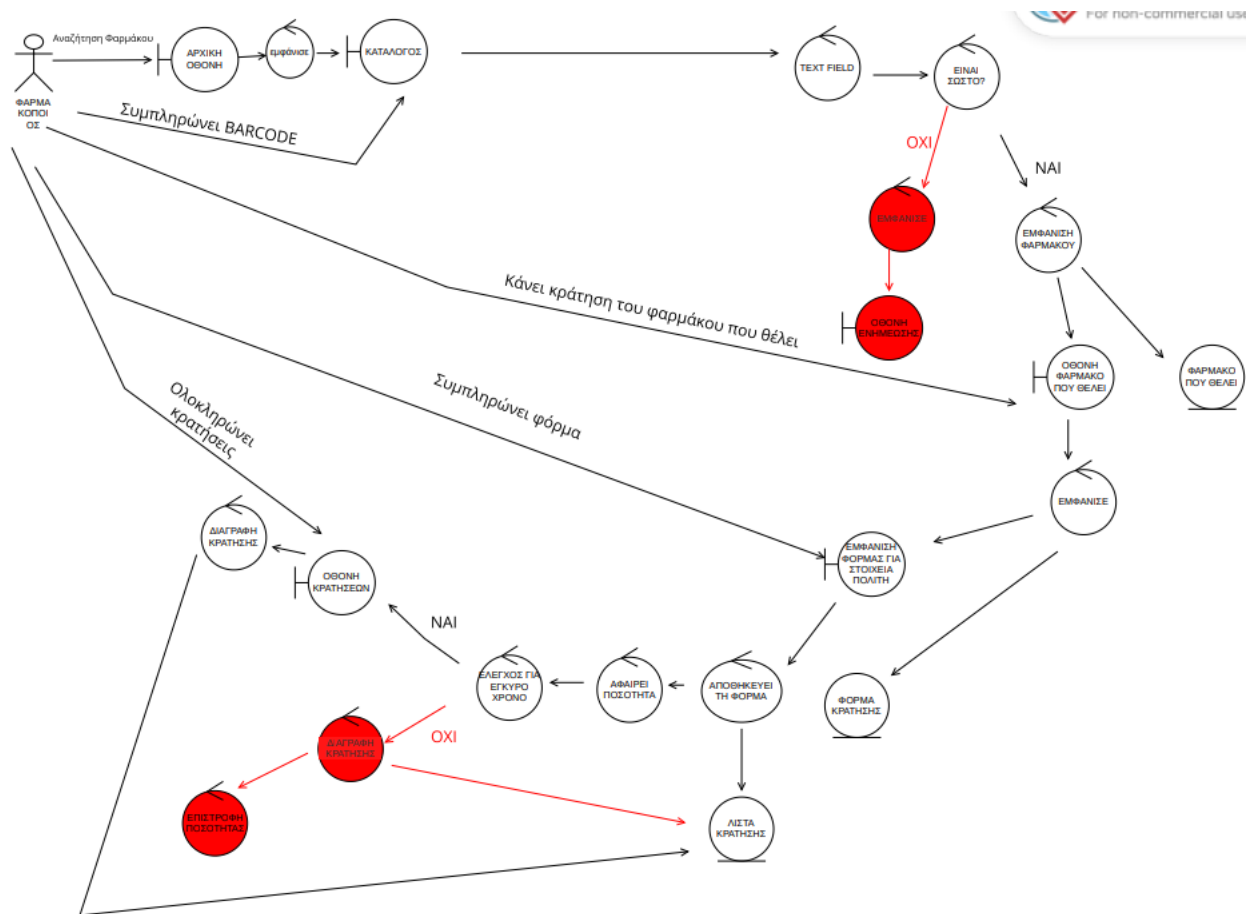 For non-commercial use
Αναζήτηση Φαρμάκου
ΑΡΧΙΚΗ
ΟΘΟΝΗ
εμφάνισε
ΚΑΤΑΛΟΓΟΣ
TEXT FIELD
ΕΙΝΑΙ
ΣΩΣΤΟ?
ΦΑΡΜΑ
ΚΟΠΟΙ
ΟΣ
Συμπληρώνει BARCODE
ΟΧΙ
ΝΑΙ
ΕΜΦΑΝΙΣΕ
ΕΜΦΑΝΙΣΗ
ΦΑΡΜΑΚΟΥ
Κάνει κράτηση του φαρμάκου που θέλει
ΟΘΟΝΗ
ΕΝΗΜΕΩΣΗΣ
ΟΘΟΝΗ
ΦΑΡΜΑΚΟ
ΠΟΥ ΘΕΛΕΙ
ΦΑΡΜΑΚΟ
ΠΟΥ ΘΕΛΕΙ
Ολοκληρώνει
κρατήσεις
Συμπληρώνει φόρμα
ΕΜΦΑΝΙΣΕ
ΔΙΑΓΡΑΦΗ
ΚΡΑΤΗΣΗΣ
ΟΘΟΝΗ
ΚΡΑΤΗΣΕΩΝ
ΕΜΦΑΝΙΣΗ
ΦΟΡΜΑΣ ΓΙΑ
ΣΤΟΙΧΕΙΑ
ΠΟΛΙΤΗ
ΝΑΙ
ΕΛΕΓΧΟΣ ΓΙΑ
ΕΓΚΥΡΟ
ΧΡΟΝΟ
ΑΦΑΙΡΕΙ
ΠΟΣΟΤΗΤΑ
ΑΠΟΘΗΚΕΥΕΙ
ΤΗ ΦΟΡΜΑ
ΦΟΡΜΑ
ΚΡΑΤΗΣΗΣ
ΟΧΙ
ΔΙΑΓΡΑΦΗ
ΚΡΑΤΗΣΗΣ
ΕΠΙΣΤΡΟΦΗ
ΠΟΣΟΤΗΤΑΣ
ΛΙΣΤΑ
ΚΡΑΤΗΣΗΣ